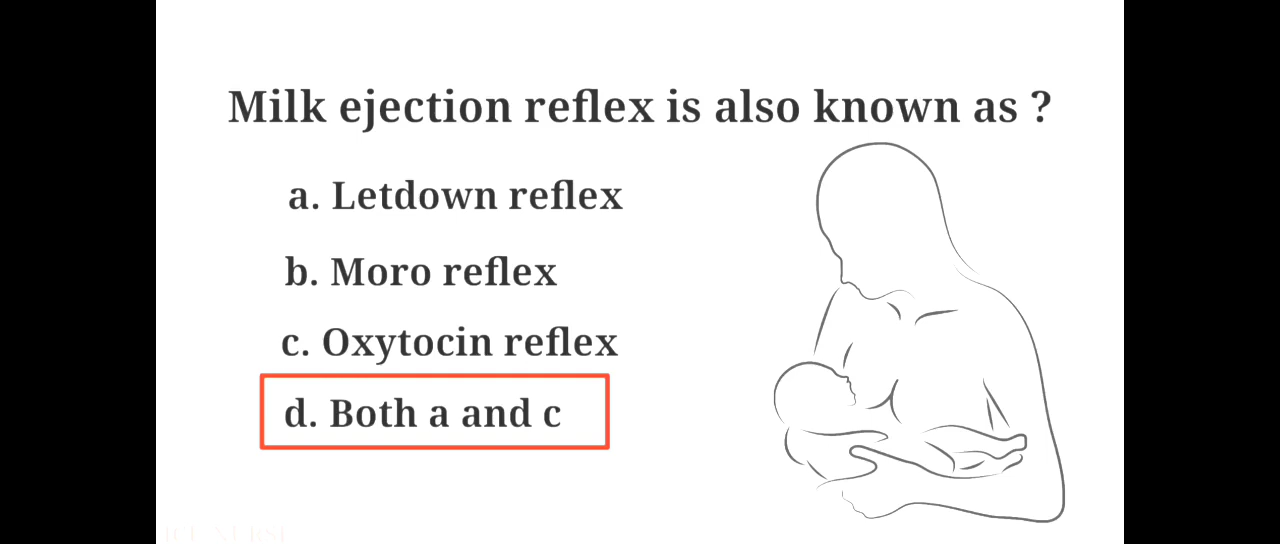 Milk ejection reflex is also known as ?
a. Letdown reflex
b. Moro reflex
c. Oxytocin reflex
d. Both a and c